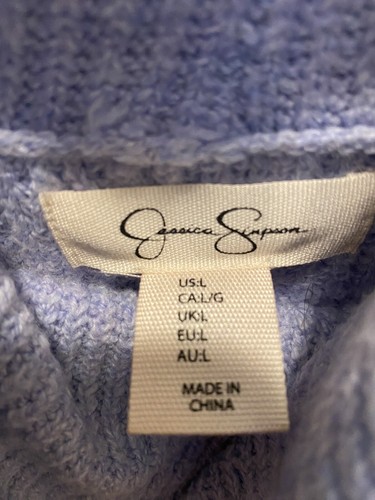 Jessica Simpson
US:L
CA:L/G
UK:L
EU:L
AU:L
MADE IN
CHINA